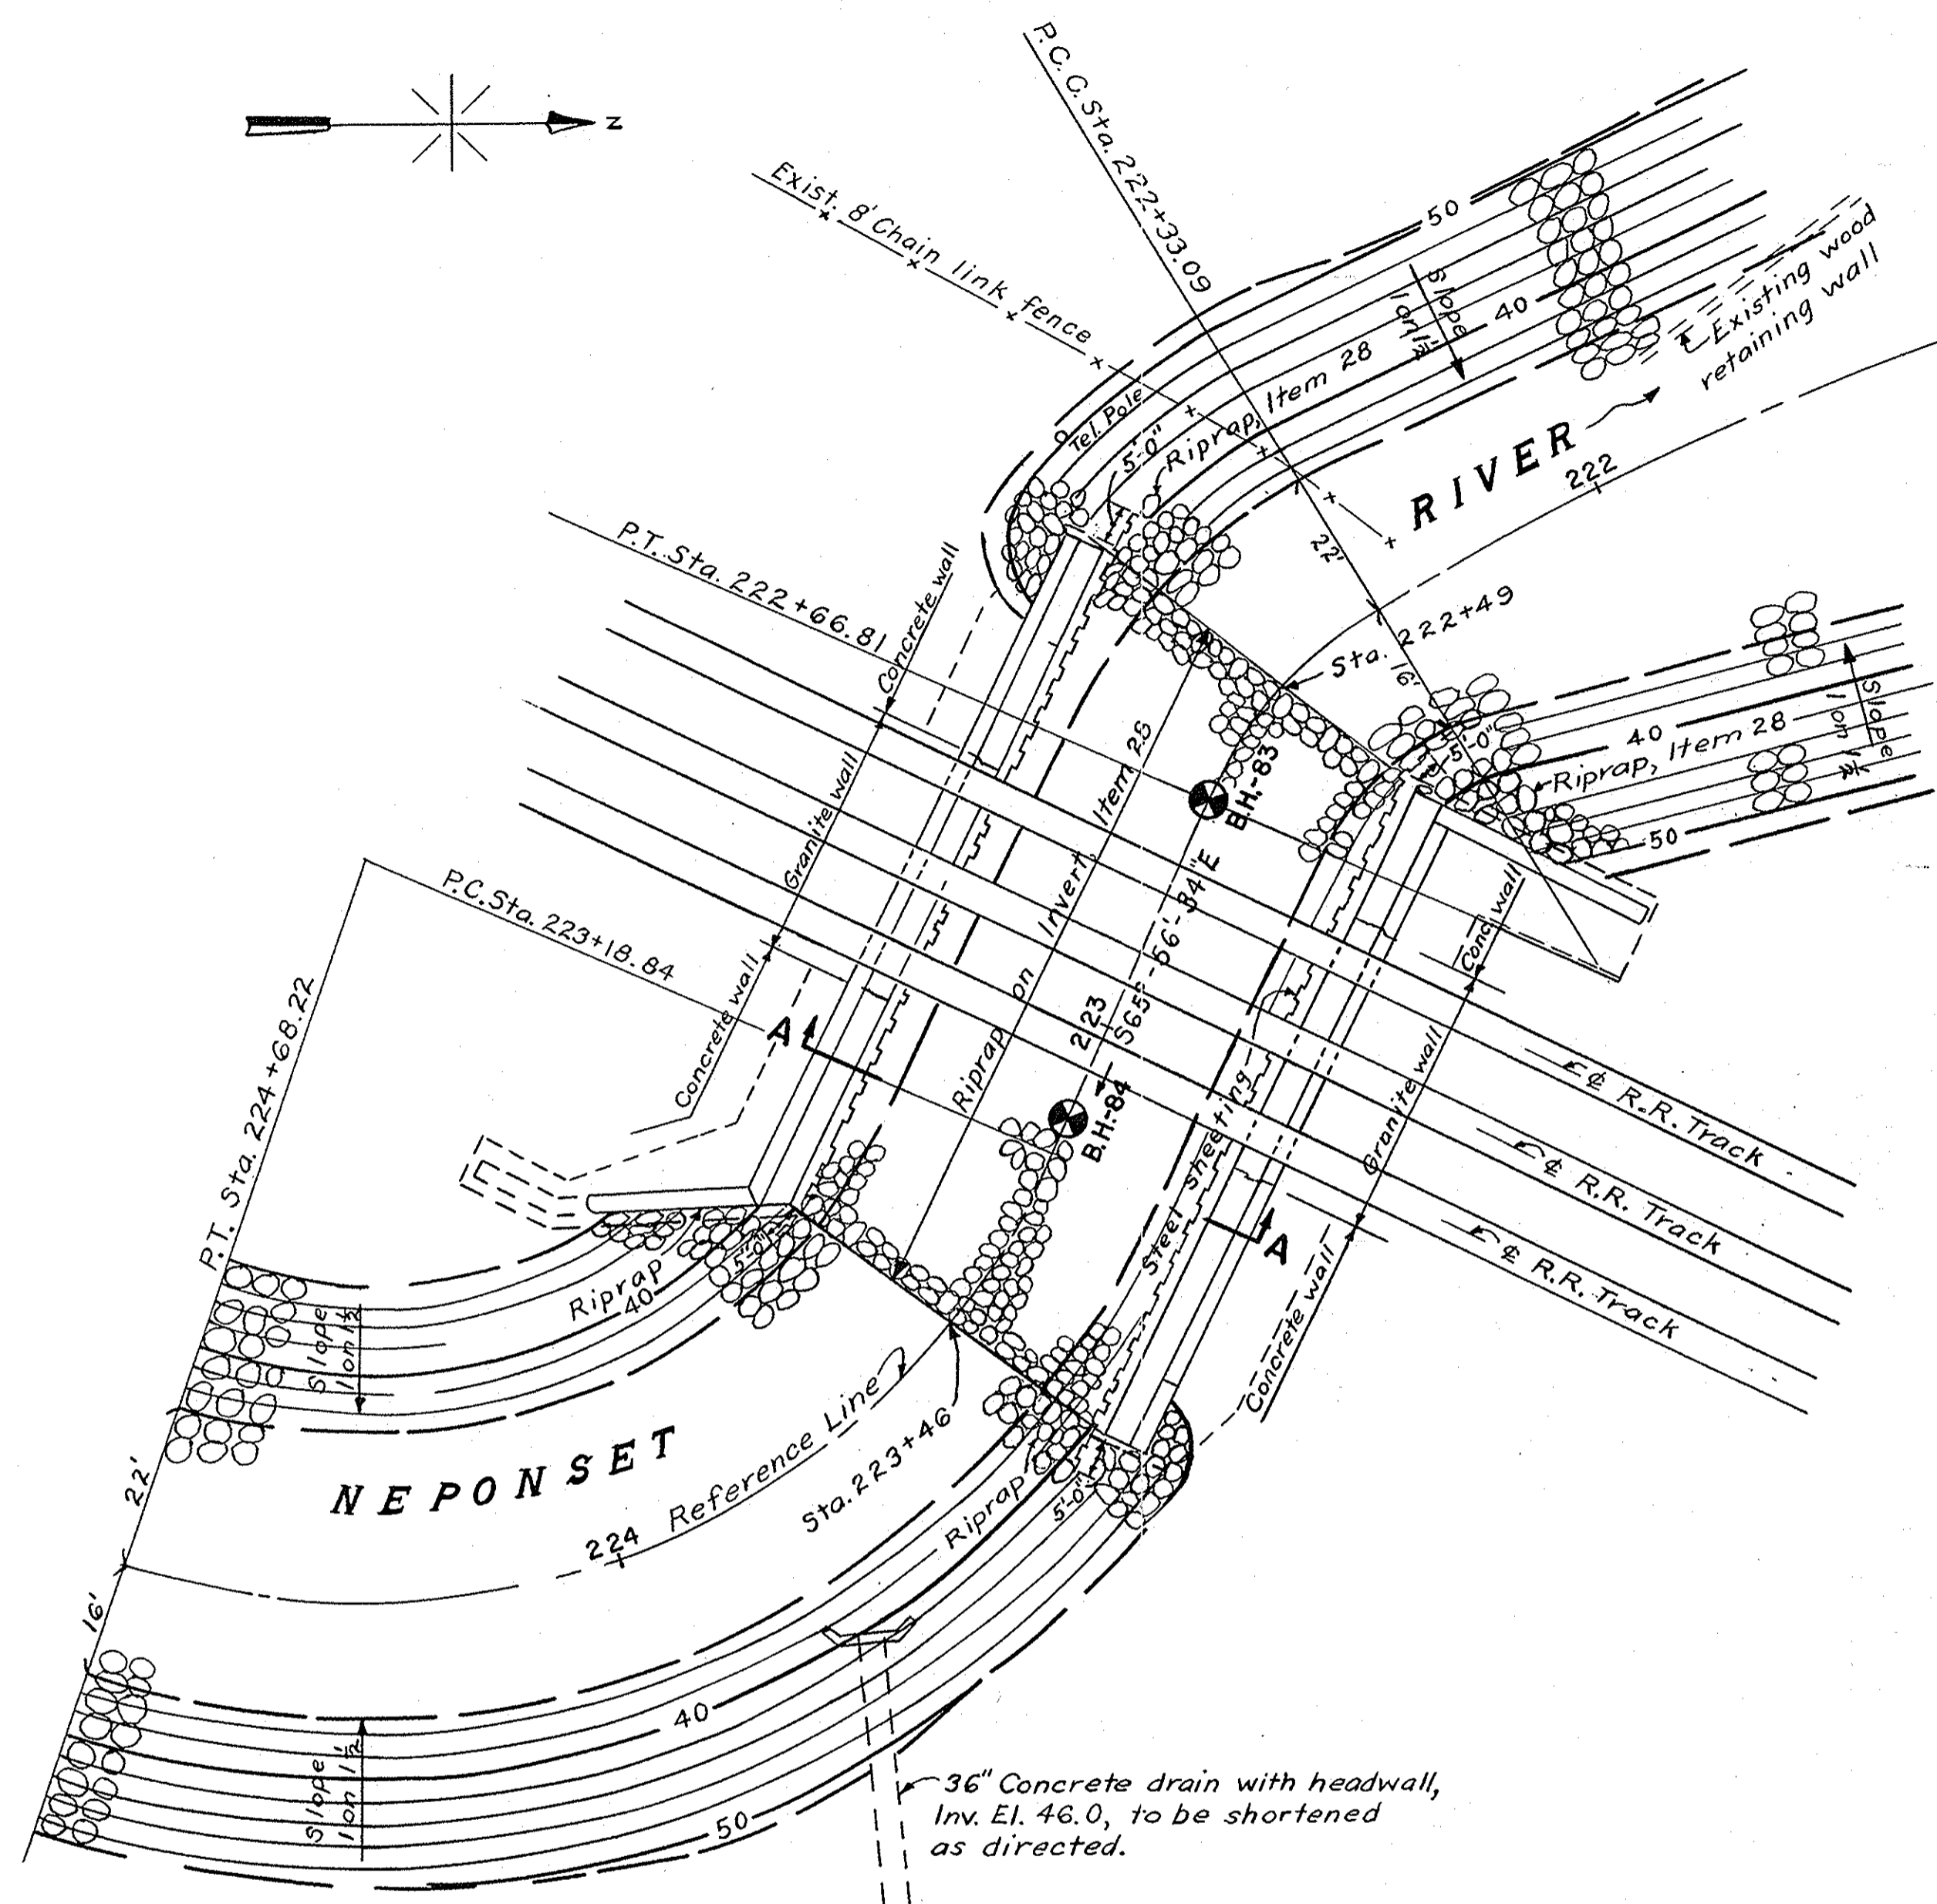 N
P.C.C. Sta. 222+33.09
Exist. 8' Chain link fence
50
Slope
1 on 1½
40
Existing wood
retaining wall
Tel. Pole
5'-0"
Riprap, Item 28
RIVER
222
22'
P.T. Sta. 222+66.81
Concrete wall
Sta. 222+49
16'
Slope
1 on 1½
40
5'-0"
Riprap, Item 28
50
Granite wall
Riprap on Invert, Item 28
B.H.-83
P.C. Sta. 223+18.84
S65°-56'-34"E
223
Conc. wall
Concrete wall
A
B.H.-84
Steel sheeting
Granite wall
₵ R.R. Track
₵ R.R. Track
₵ R.R. Track
A
P.T. Sta. 224+68.22
Riprap
5'-0"
40
Slope
1 on 1½
Concrete wall
NEPONSET
Reference Line
Sta. 223+46
224
22'
16'
Riprap
5'-0"
40
Slope
1 on 1½
50
36" Concrete drain with headwall,
Inv. El. 46.0, to be shortened
as directed.